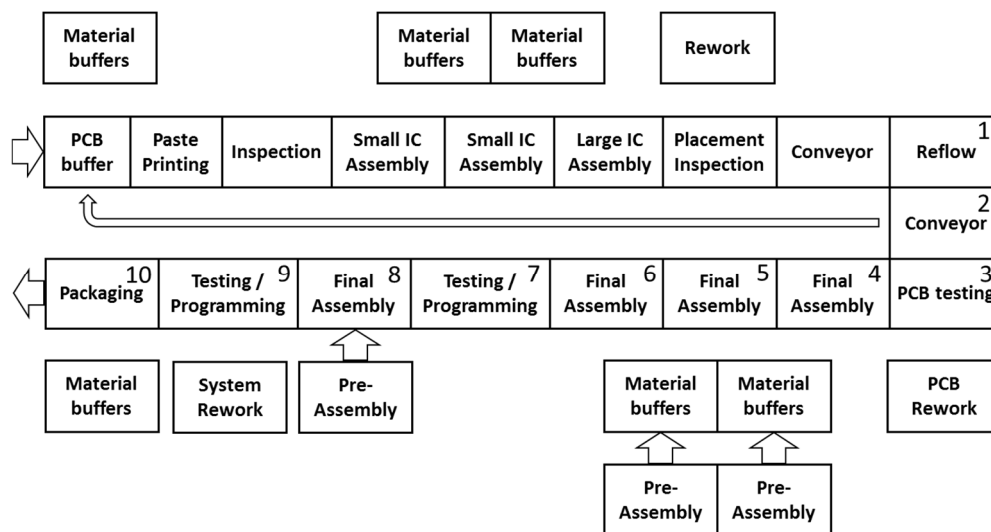 Material
buffers
Material
buffers
Material
buffers
Rework
PCB
buffer
Paste
Printing
Inspection
Small IC
Assembly
Small IC
Assembly
Large IC
Assembly
Placement
Inspection
Conveyor
1
Reflow
2
Conveyor
10
Packaging
9
Testing /
Programming
8
Final
Assembly
7
Testing /
Programming
6
Final
Assembly
5
Final
Assembly
4
Final
Assembly
3
PCB testing
Material
buffers
System
Rework
Pre-
Assembly
Material
buffers
Material
buffers
PCB
Rework
Pre-
Assembly
Pre-
Assembly